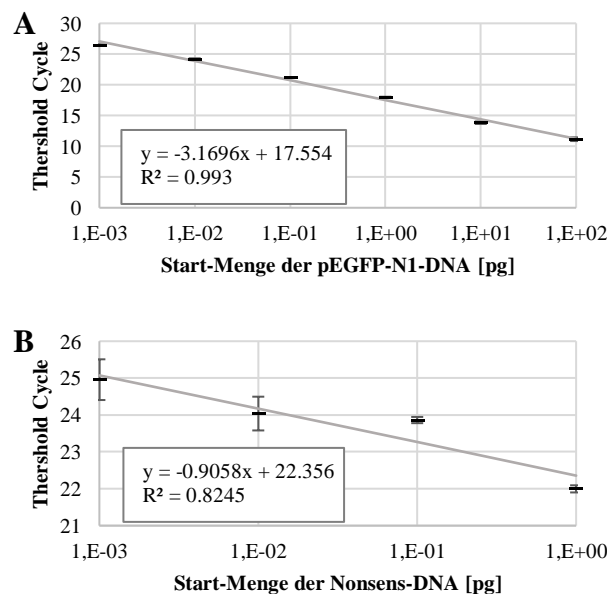 A
Thershold Cycle
30
25
20
15
10
5
0
y = -3.1696x + 17.554
R² = 0.993
1,E-03 1,E-02 1,E-01 1,E+00 1,E+01 1,E+02
Start-Menge der pEGFP-N1-DNA [pg]
B
Thershold Cycle
26
25
24
23
22
21
y = -0.9058x + 22.356
R² = 0.8245
1,E-03 1,E-02 1,E-01 1,E+00
Start-Menge der Nonsens-DNA [pg]